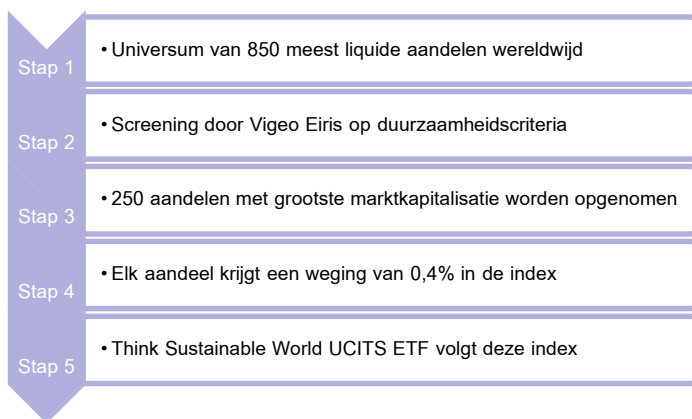 Stap 1
• Universum van 850 meest liquide aandelen wereldwijd
Stap 2
• Screening door Vigeo Eiris op duurzaamheidscriteria
Stap 3
• 250 aandelen met grootste marktkapitalisatie worden opgenomen
Stap 4
• Elk aandeel krijgt een weging van 0,4% in de index
Stap 5
• Think Sustainable World UCITS ETF volgt deze index